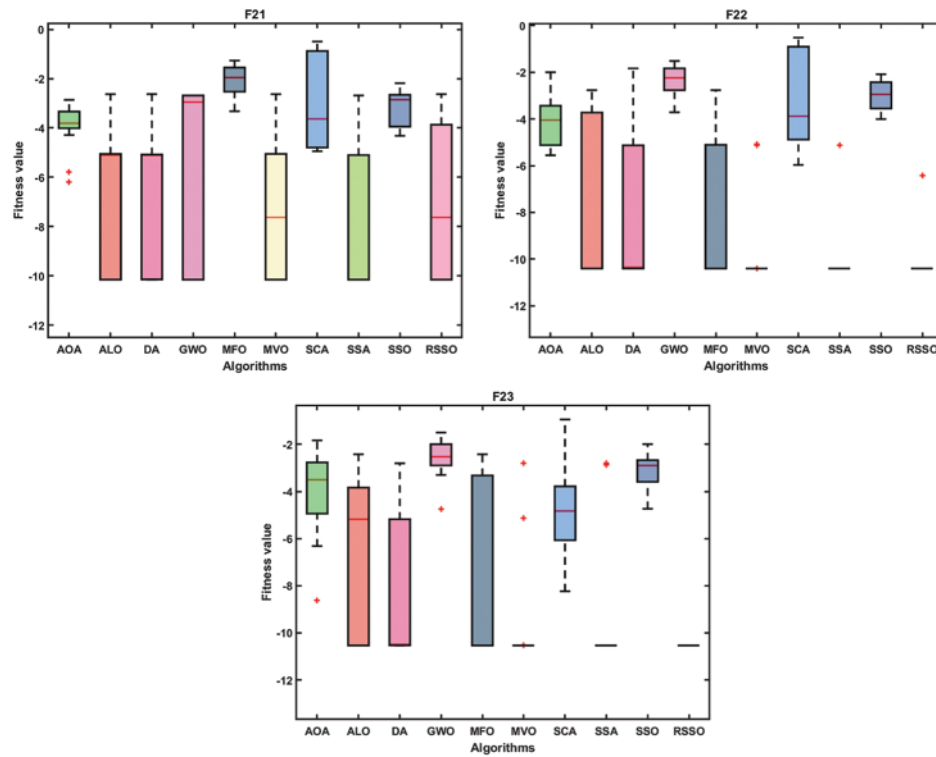 F21
0
-2
-4
-6
-8
-10
-12
Fitness value
AOA ALO DA GWO MFO MVO SCA SSA SSO RSSO
Algorithms
F22
0
-2
-4
-6
-8
-10
-12
Fitness value
AOA ALO DA GWO MFO MVO SCA SSA SSO RSSO
Algorithms
F23
-2
-4
-6
-8
-10
-12
Fitness value
AOA ALO DA GWO MFO MVO SCA SSA SSO RSSO
Algorithms